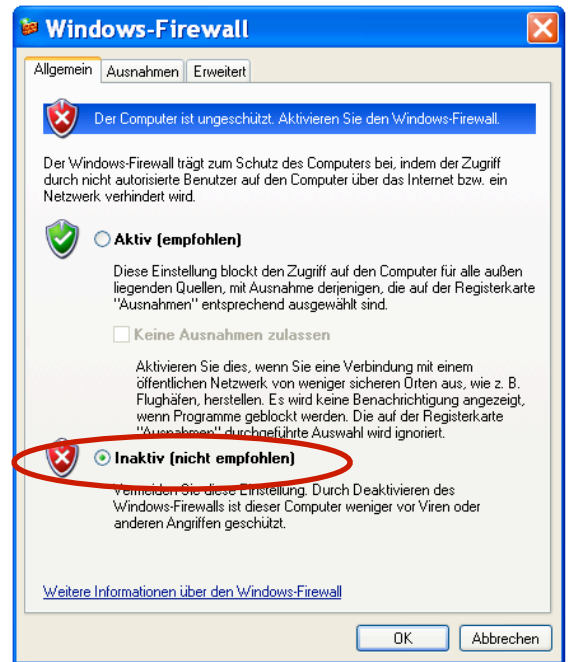 Windows-Firewall
Allgemein Ausnahmen Erweitert
Der Computer ist ungeschützt. Aktivieren Sie den Windows-Firewall.
Der Windows-Firewall trägt zum Schutz des Computers bei, indem der Zugriff
durch nicht autorisierte Benutzer auf den Computer über das Internet bzw. ein
Netzwerk verhindert wird.
Aktiv (empfohlen)
Diese Einstellung blockt den Zugriff auf den Computer für alle außen
liegenden Quellen, mit Ausnahme derjenigen, die auf der Registerkarte
"Ausnahmen" entsprechend ausgewählt sind.
Keine Ausnahmen zulassen
Aktivieren Sie dies, wenn Sie eine Verbindung mit einem
öffentlichen Netzwerk von weniger sicheren Orten aus, wie z. B.
Flughäfen, herstellen. Es wird keine Benachrichtigung angezeigt,
wenn Programme geblockt werden. Die auf der Registerkarte
"Ausnahmen" durchgeführte Auswahl wird ignoriert.
Inaktiv (nicht empfohlen)
Vermeiden Sie diese Einstellung. Durch Deaktivieren des
Windows-Firewalls ist dieser Computer weniger vor Viren oder
anderen Angriffen geschützt.
Weitere Informationen über den Windows-Firewall
OK Abbrechen